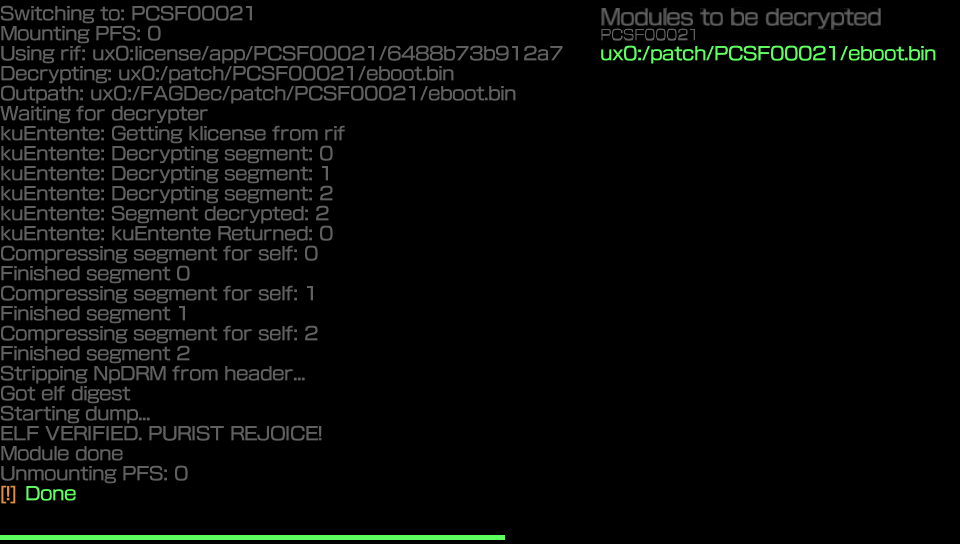 Switching to: PCSF00021
Mounting PFS: 0
Using rif: ux0:license/app/PCSF00021/6488b73b912a7
Decrypting: ux0:/patch/PCSF00021/eboot.bin
Outpath: ux0:/FAGDec/patch/PCSF00021/eboot.bin
Waiting for decrypter
kuEntente: Getting klicense from rif
kuEntente: Decrypting segment: 0
kuEntente: Decrypting segment: 1
kuEntente: Decrypting segment: 2
kuEntente: Segment decrypted: 2
kuEntente: kuEntente Returned: 0
Compressing segment for self: 0
Finished segment 0
Compressing segment for self: 1
Finished segment 1
Compressing segment for self: 2
Finished segment 2
Stripping NpDRM from header...
Got elf digest
Starting dump...
ELF VERIFIED. PURIST REJOICE!
Module done
Unmounting PFS: 0
[!] Done
Modules to be decrypted
PCSF00021
ux0:/patch/PCSF00021/eboot.bin